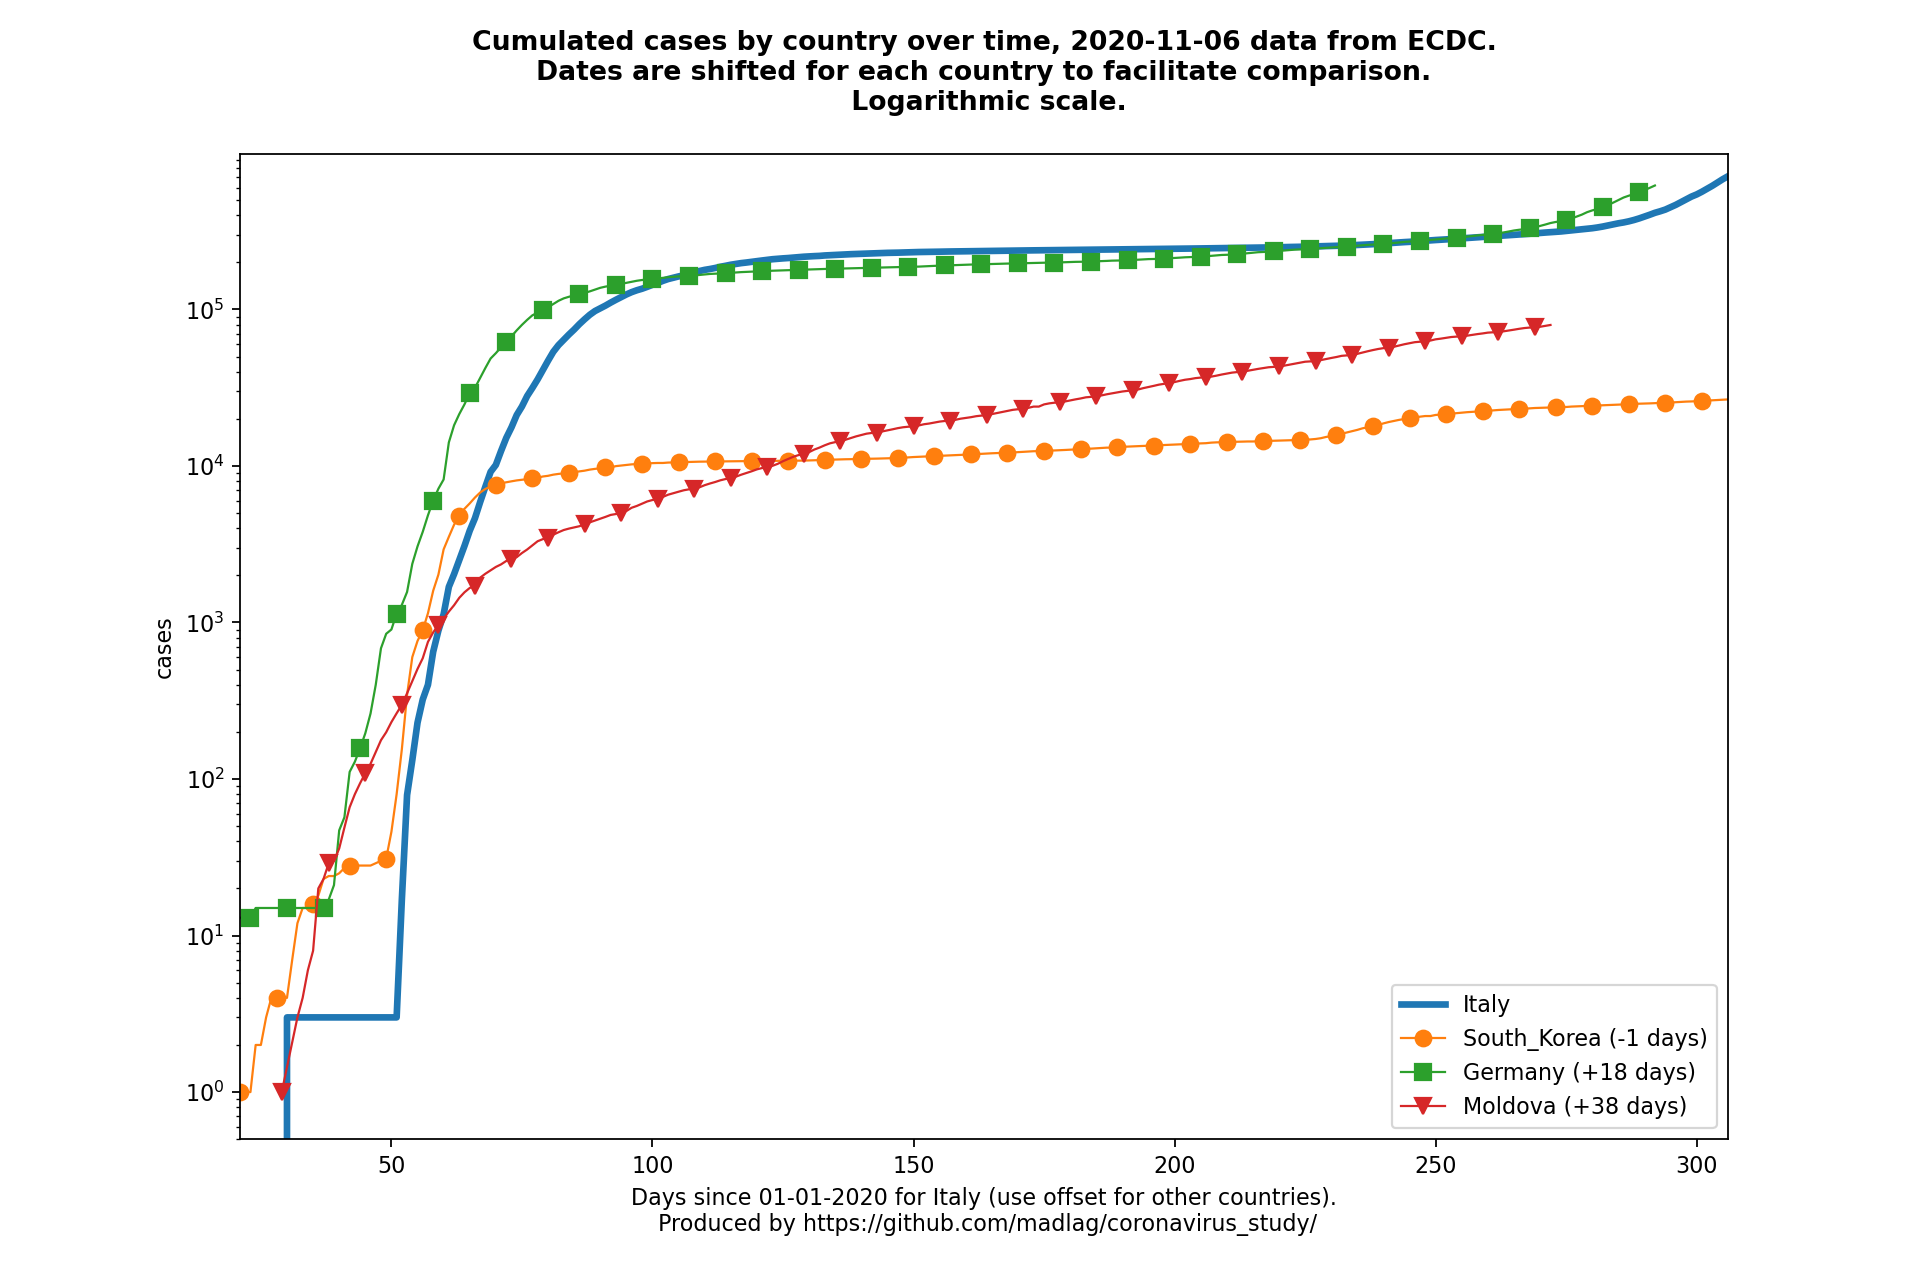 Cumulated cases by country over time, 2020-11-06 data from ECDC.
Dates are shifted for each country to facilitate comparison.
Logarithmic scale.
cases
10^5
10^4
10^3
10^2
10^1
10^0
50 100 150 200 250 300
Italy
South_Korea (-1 days)
Germany (+18 days)
Moldova (+38 days)
Days since 01-01-2020 for Italy (use offset for other countries).
Produced by https://github.com/madlag/coronavirus_study/